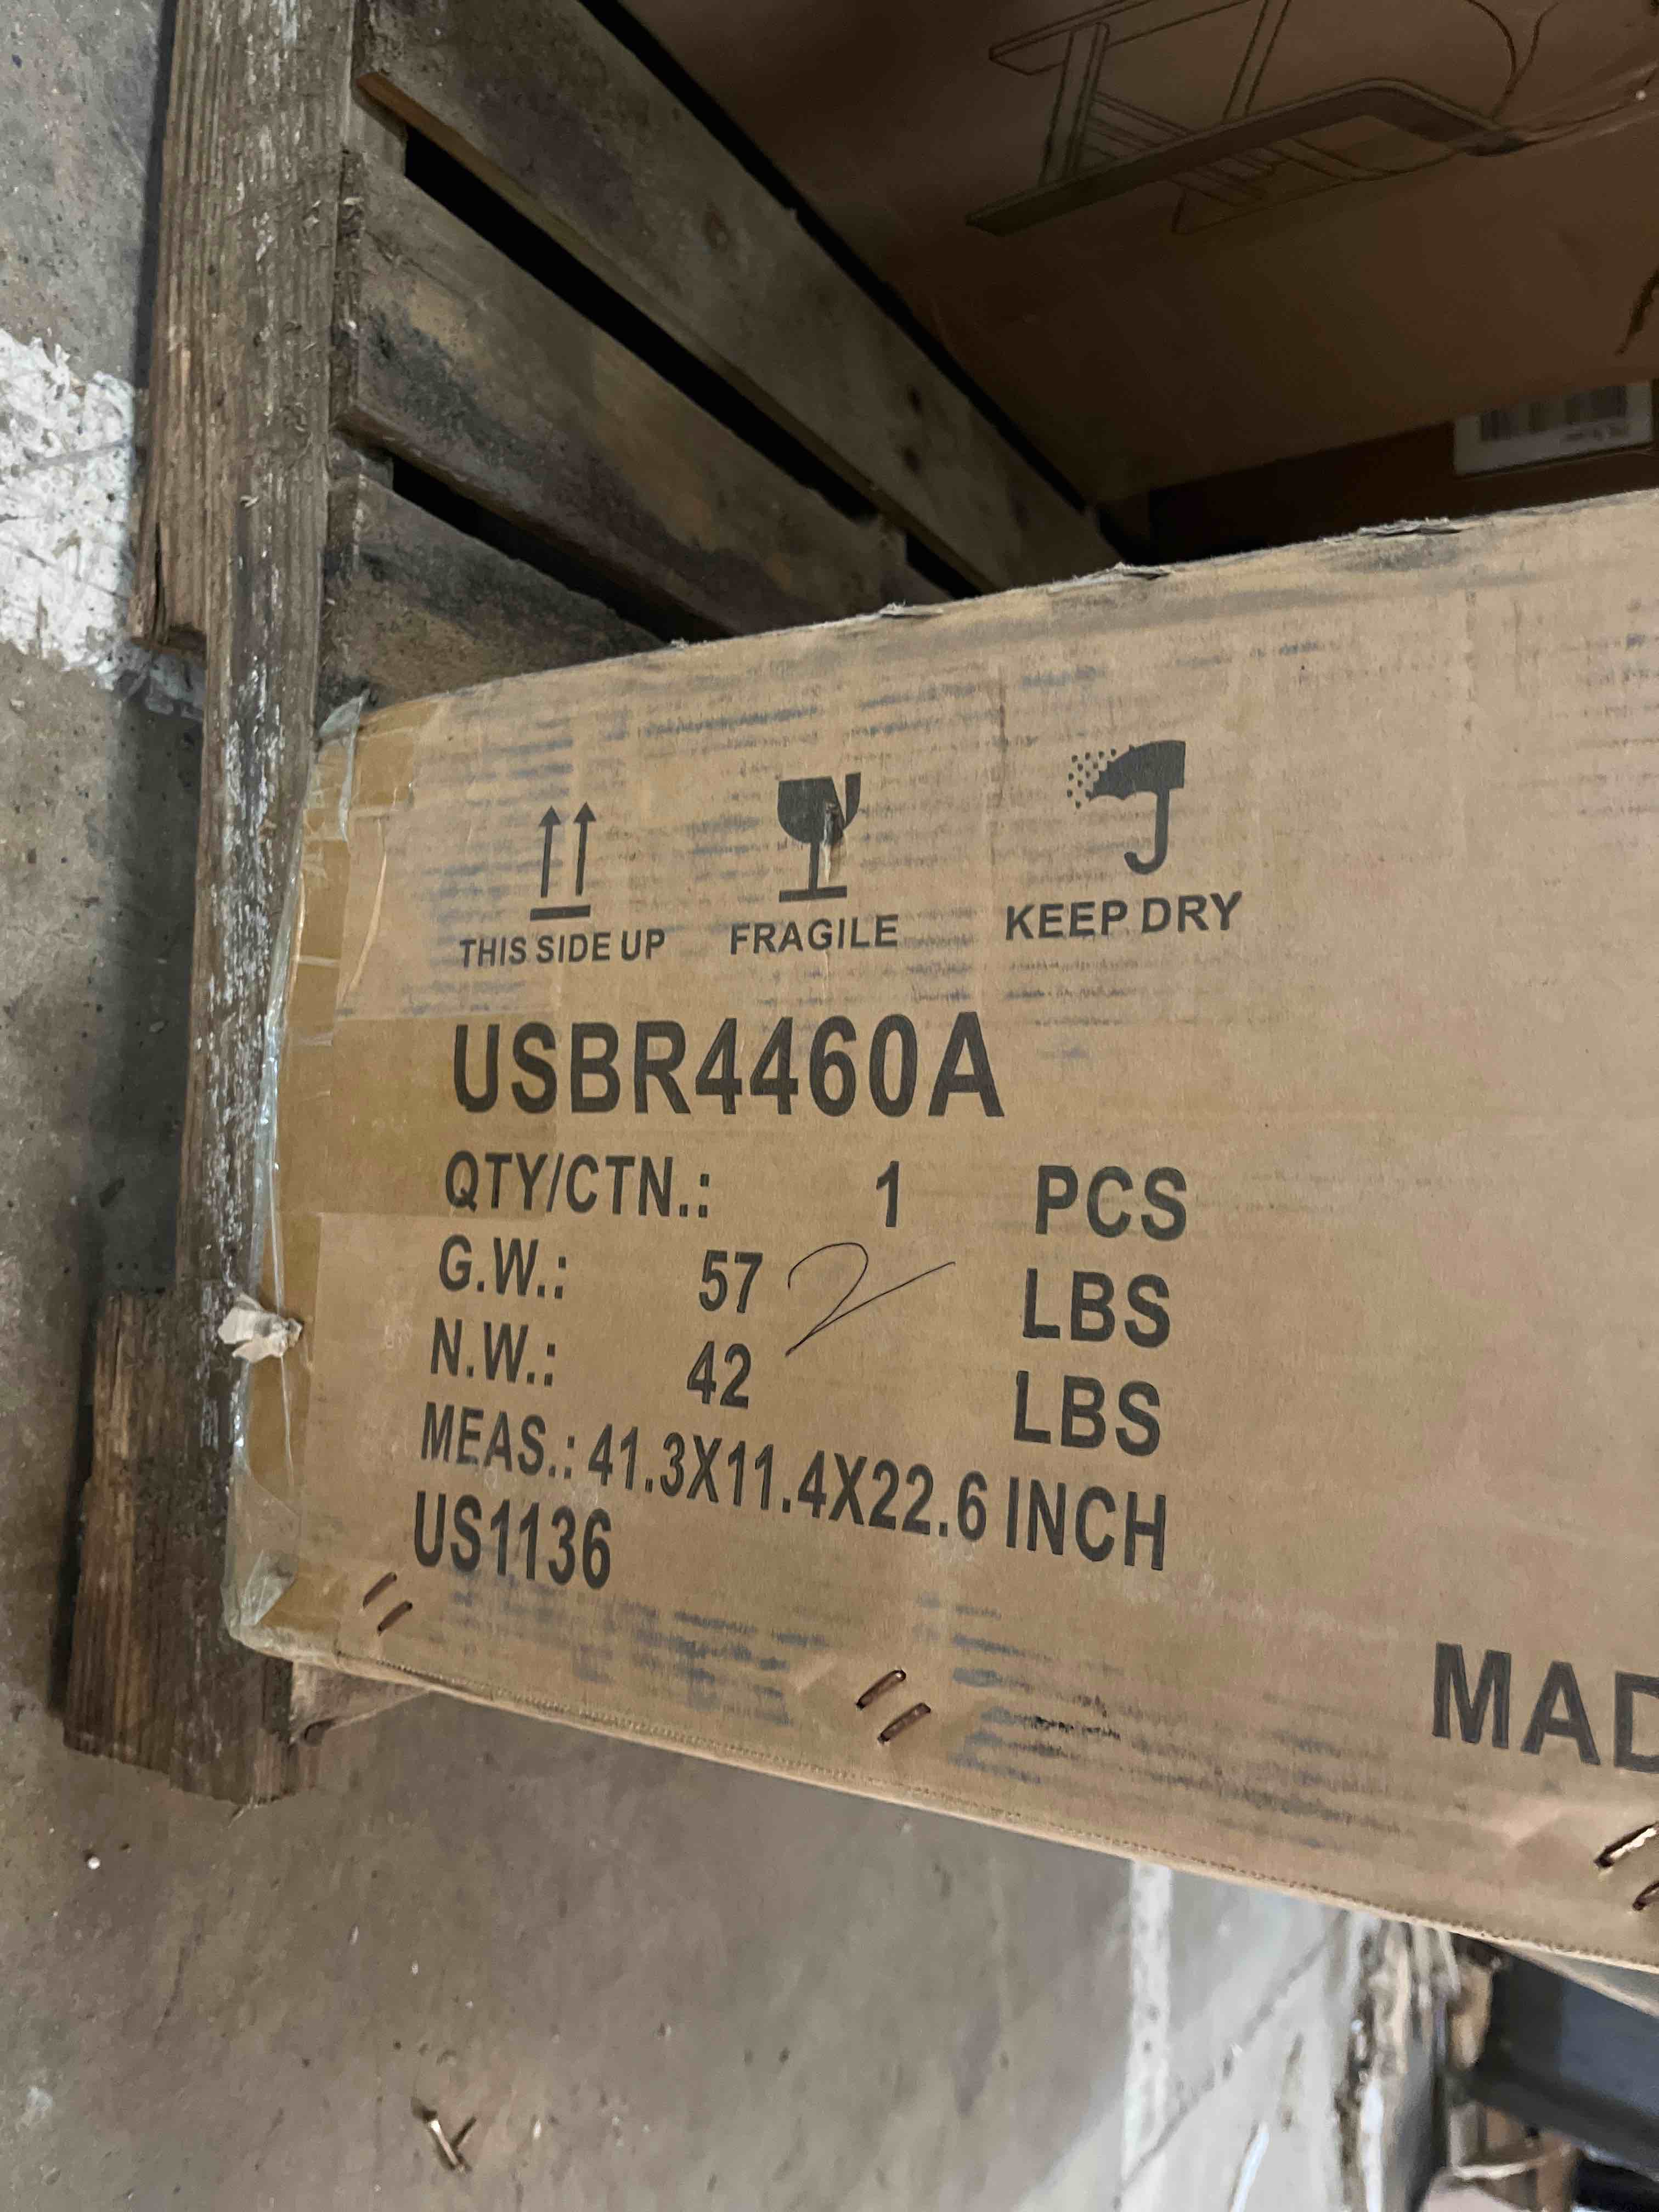 THIS SIDE UP FRAGILE KEEP DRY
USBR4460A
QTY/CTN.: 1 PCS
G.W.: 57 LBS
2
N.W.: 42 LBS
MEAS.: 41.3X11.4X22.6 INCH
US1136
MAD